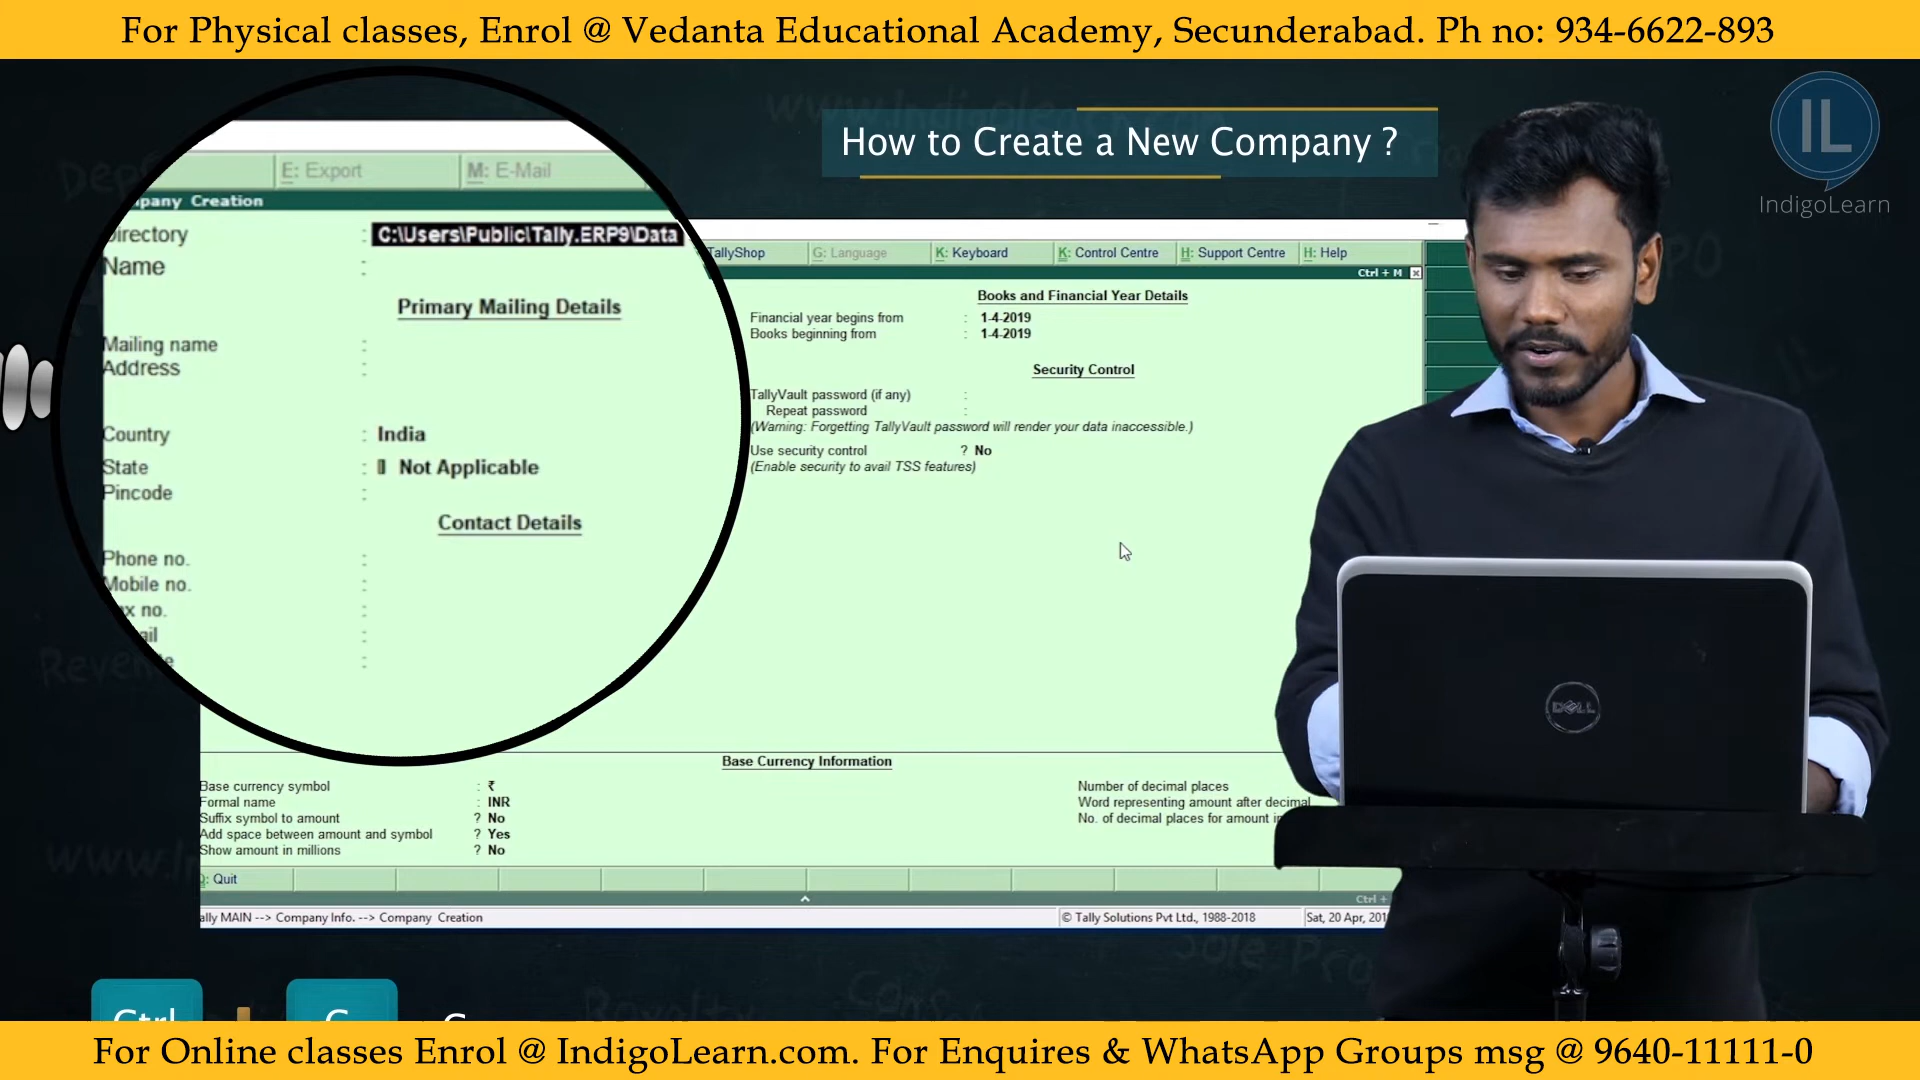 For Physical classes, Enrol @ Vedanta Educational Academy, Secunderabad. Ph no: 934-6622-893
How to Create a New Company ?
IL
IndigoLearn
E: Export
M: E-Mail
TallyShop
G: Language
K: Keyboard
K: Control Centre
H: Support Centre
H: Help
pany Creation
Ctrl + M
Directory : C:\Users\Public\Tally.ERP9\Data
Name :
Primary Mailing Details
Mailing name :
Address :
Country : India
State : Not Applicable
Pincode :
Contact Details
Phone no. :
Mobile no. :
x no. :
ail :
e :
Books and Financial Year Details
Financial year begins from : 1-4-2019
Books beginning from : 1-4-2019
Security Control
TallyVault password (if any) :
Repeat password :
(Warning: Forgetting TallyVault password will render your data inaccessible.)
Use security control ? No
(Enable security to avail TSS features)
Base Currency Information
Base currency symbol : ₹
Formal name : INR
Suffix symbol to amount ? No
Add space between amount and symbol ? Yes
Show amount in millions ? No
Number of decimal places
Word representing amount after decimal
No. of decimal places for amount
Quit
Ctrl +
ally MAIN --> Company Info. --> Company Creation
© Tally Solutions Pvt Ltd., 1988-2018
Sat, 20 Apr, 201
DELL
Ctrl
For Online classes Enrol @ IndigoLearn.com. For Enquires & WhatsApp Groups msg @ 9640-11111-0